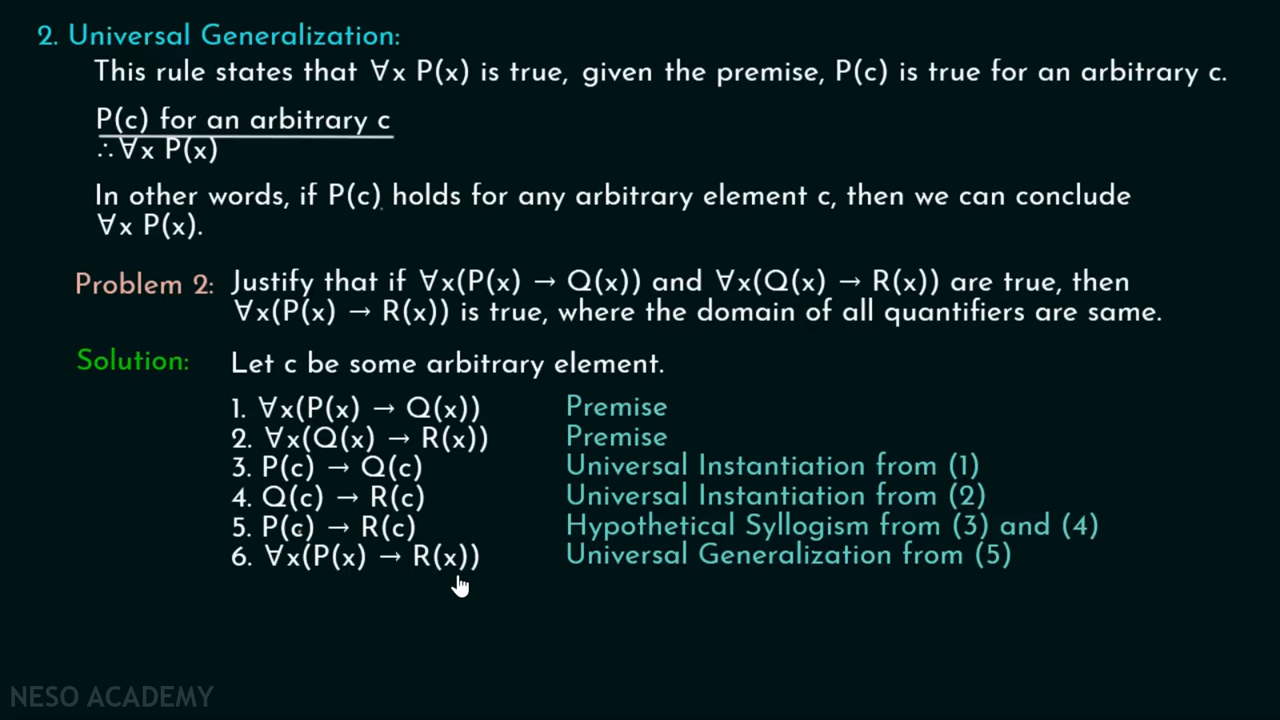 2. Universal Generalization:
This rule states that ∀x P(x) is true, given the premise, P(c) is true for an arbitrary c.
P(c) for an arbitrary c
∴ ∀x P(x)
In other words, if P(c) holds for any arbitrary element c, then we can conclude
∀x P(x).
Problem 2: Justify that if ∀x(P(x) → Q(x)) and ∀x(Q(x) → R(x)) are true, then
∀x(P(x) → R(x)) is true, where the domain of all quantifiers are same.
Solution: Let c be some arbitrary element.
1. ∀x(P(x) → Q(x)) Premise
2. ∀x(Q(x) → R(x)) Premise
3. P(c) → Q(c) Universal Instantiation from (1)
4. Q(c) → R(c) Universal Instantiation from (2)
5. P(c) → R(c) Hypothetical Syllogism from (3) and (4)
6. ∀x(P(x) → R(x)) Universal Generalization from (5)
NESO ACADEMY